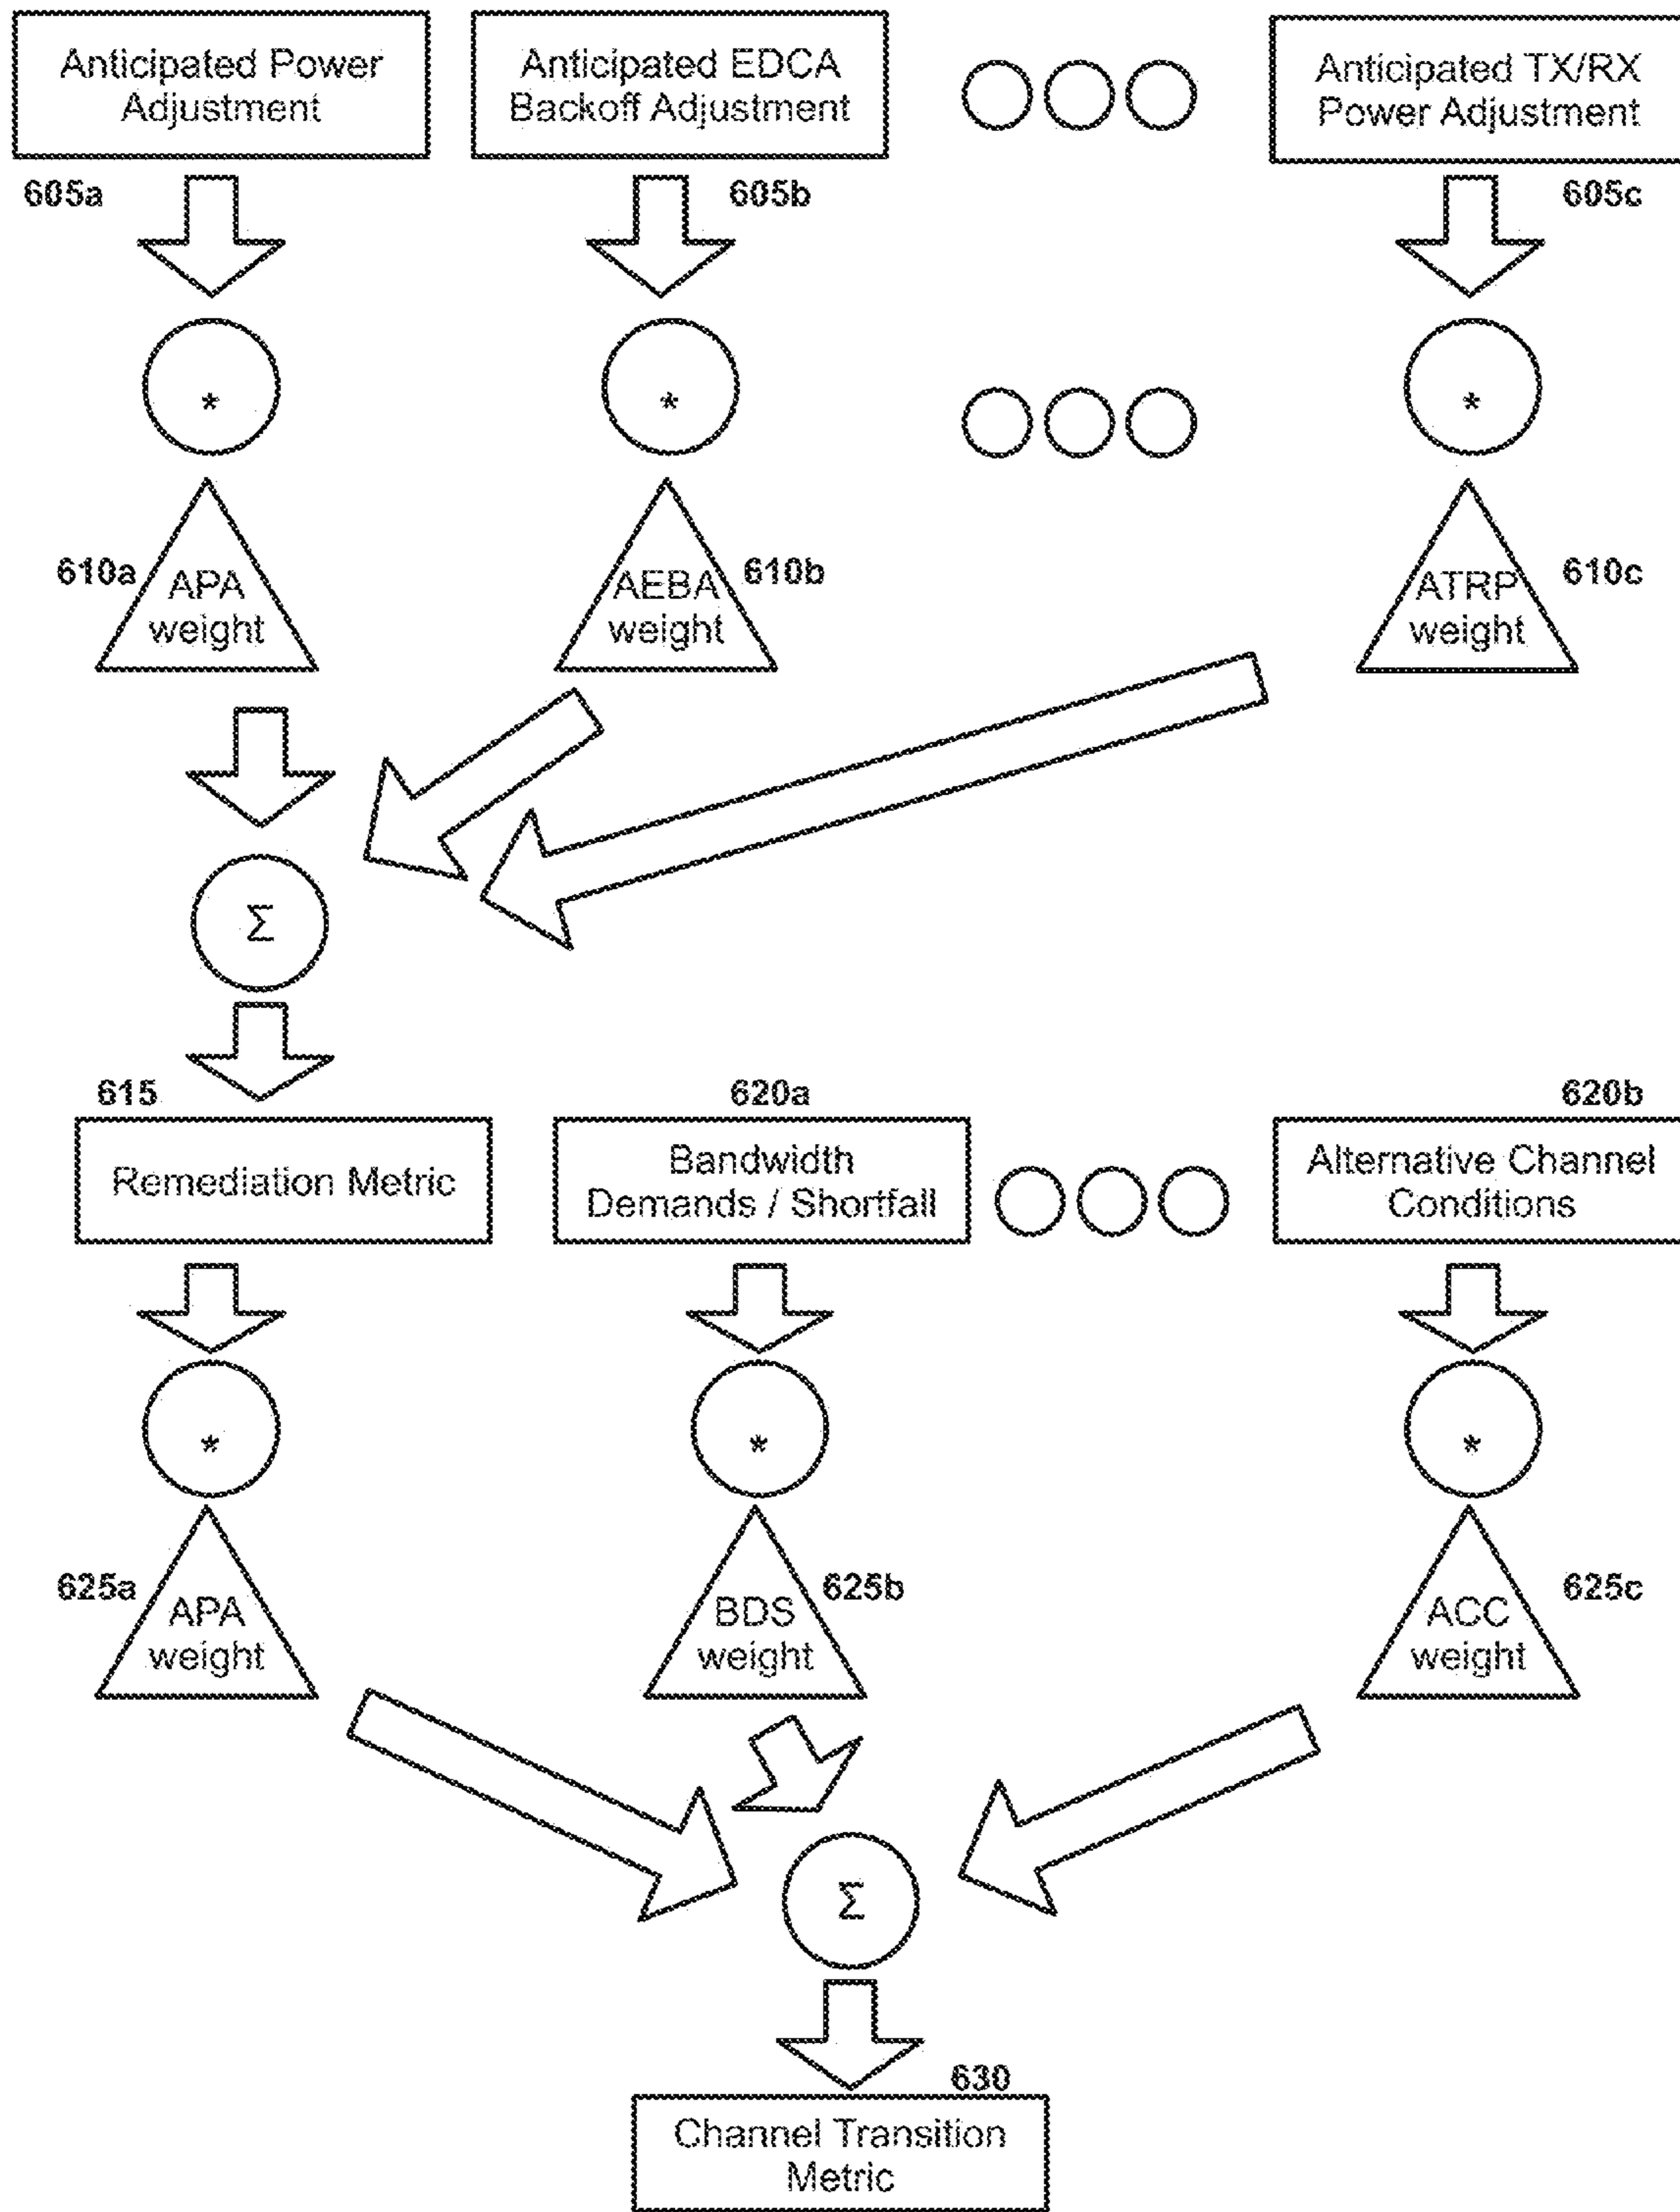 Anticipated Power
Adjustment
Anticipated EDCA
Backoff Adjustment
Anticipated TX/RX
Power Adjustment
605a
605b
605c
*
*
*
610a
APA
weight
AEBA
weight
610b
ATRP
weight
610c
Σ
615
620a
620b
Remediation Metric
Bandwidth
Demands / Shortfall
Alternative Channel
Conditions
*
*
*
625a
APA
weight
BDS
weight
625b
ACC
weight
625c
Σ
630
Channel Transition
Metric